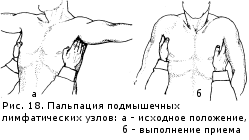 а
б
Рис. 18. Пальпация подмышечных
лимфатических узлов: а - исходное положение,
б - выполнение приема